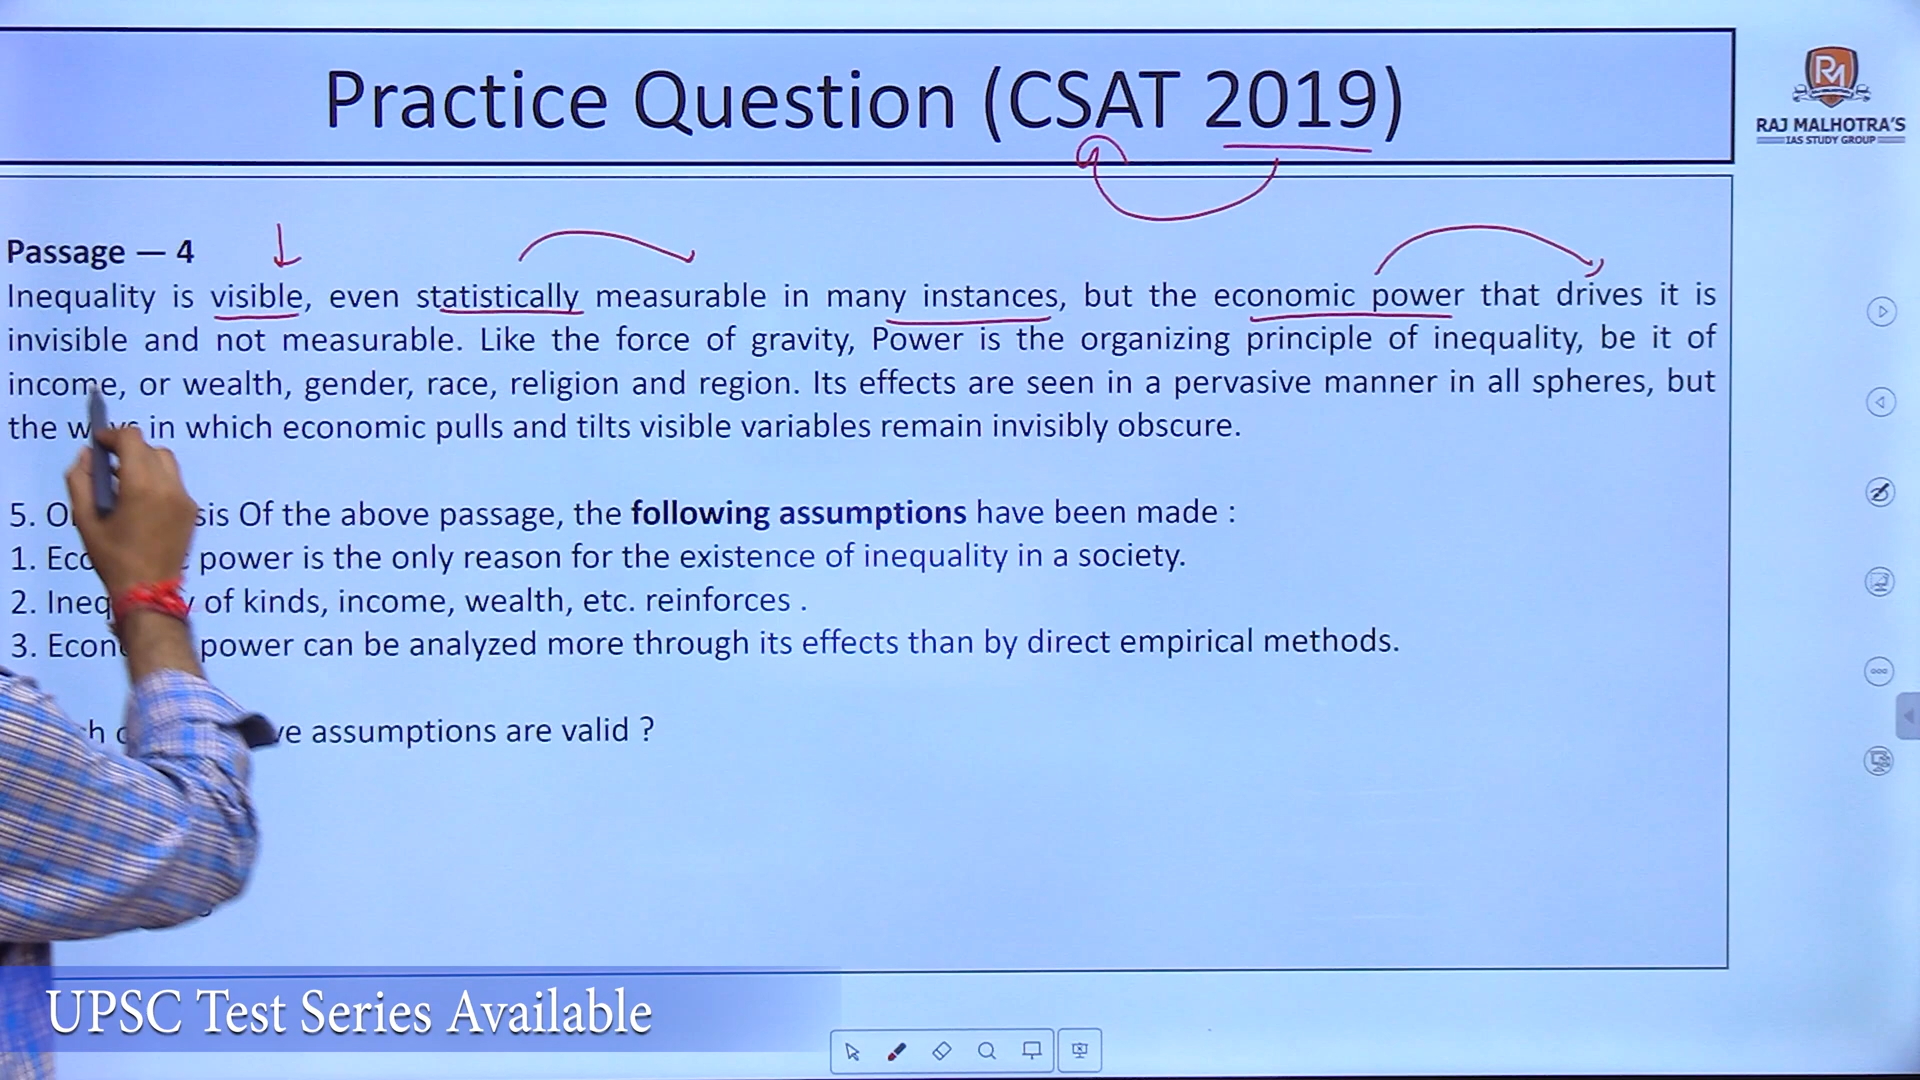 Practice Question (CSAT 2019)
RAJ MALHOTRA'S
IAS STUDY GROUP
Passage — 4
Inequality is visible, even statistically measurable in many instances, but the economic power that drives it is
invisible and not measurable. Like the force of gravity, Power is the organizing principle of inequality, be it of
income, or wealth, gender, race, religion and region. Its effects are seen in a pervasive manner in all spheres, but
the in which economic pulls and tilts visible variables remain invisibly obscure.
5. Of the above passage, the following assumptions have been made :
1. power is the only reason for the existence of inequality in a society.
2. of kinds, income, wealth, etc. reinforces .
3. power can be analyzed more through its effects than by direct empirical methods.
assumptions are valid ?
UPSC Test Series Available